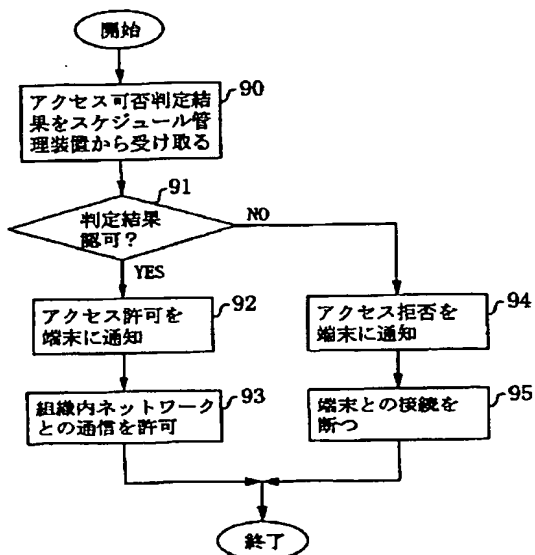 開始
アクセス可否判定結
果をスケジュール管
理装置から受け取る
90
91
判定結果
認可?
NO
YES
アクセス許可を
端末に通知
92
アクセス拒否を
端末に通知
94
組織内ネットワーク
との通信を許可
93
端末との接続を
断つ
95
終了